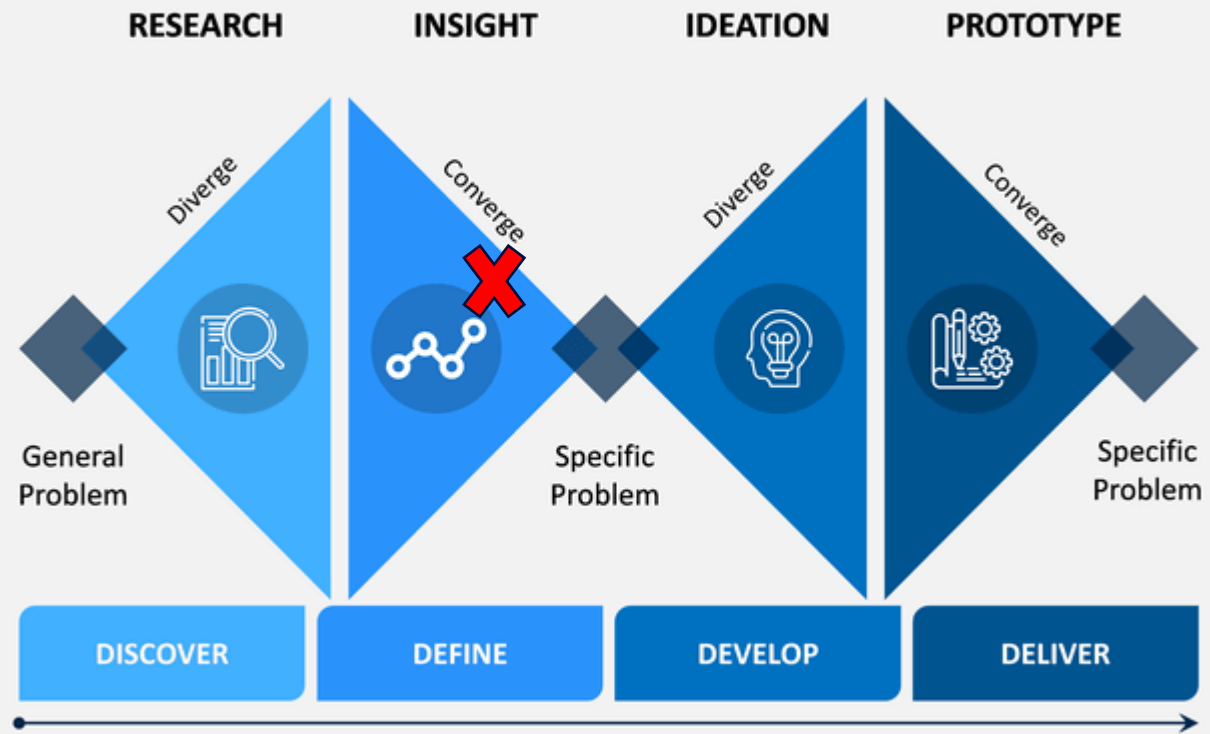 RESEARCH
INSIGHT
IDEATION
PROTOTYPE
Diverge
Converge
Diverge
Converge
General
Problem
Specific
Problem
Specific
Problem
DISCOVER
DEFINE
DEVELOP
DELIVER